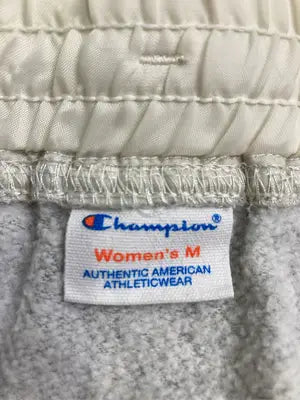 Champion®
Women's M
AUTHENTIC AMERICAN
ATHLETICWEAR